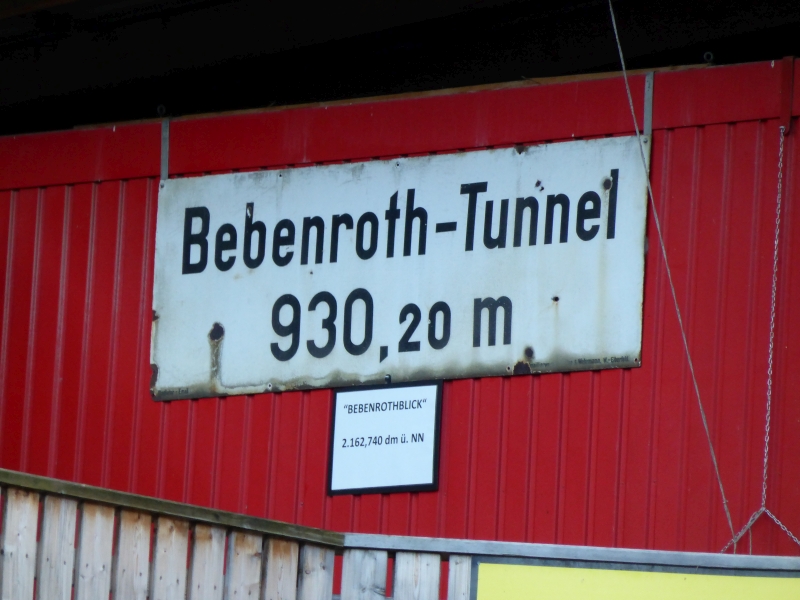 Bebenroth-Tunnel
930,20 m
"BEBENROTHBLICK"
2.162,740 dm ü. NN